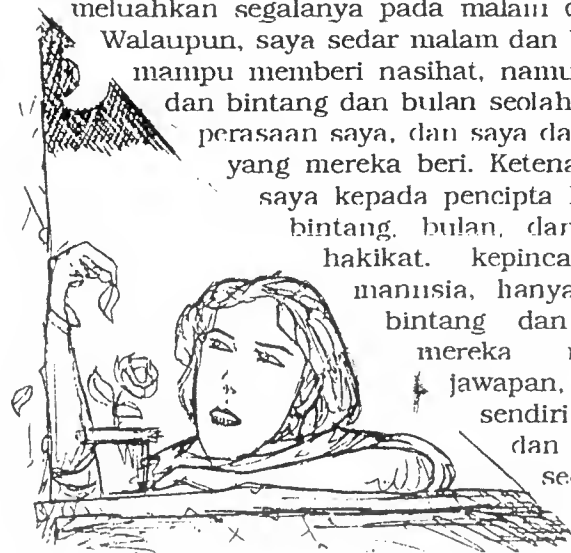 meluahkan segalanya pada malam d
Walaupun, saya sedar malam dan
mampu memberi nasihat, namu
dan bintang dan bulan seolah
perasaan saya, dan saya da
yang mereka beri. Ketena
saya kepada pencipta
bintang, bulan, dan
hakikat. kepinca
manusia, hanya
bintang dan
mereka
jawapan,
sendiri
dan
se